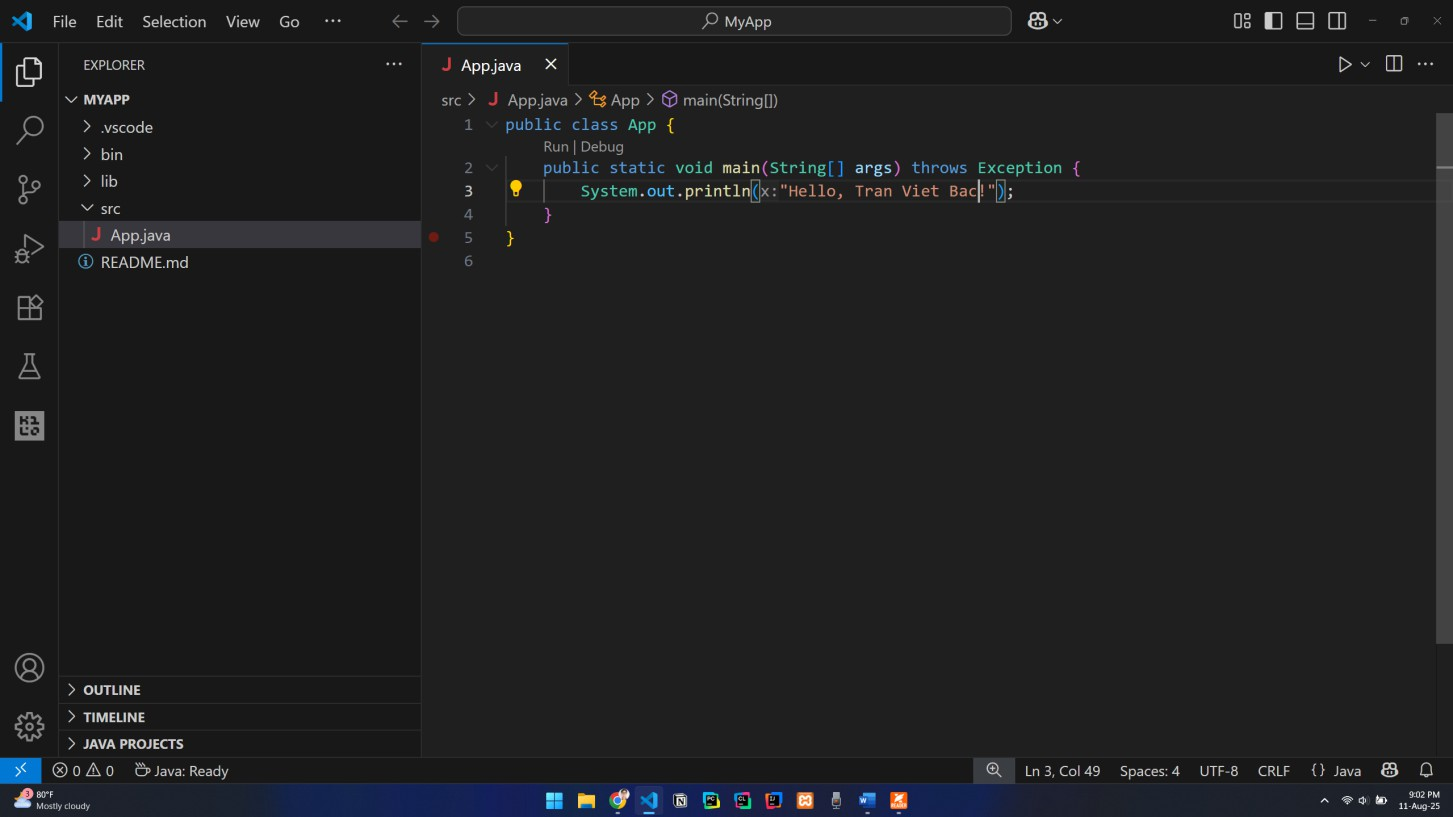 File Edit Selection View Go ··· MyApp
EXPLORER ···
MYAPP
.vscode
bin
lib
src
J App.java
README.md
OUTLINE
TIMELINE
JAVA PROJECTS
J App.java
src > J App.java > App > main(String[])
1 public class App {
Run | Debug
2 public static void main(String[] args) throws Exception {
3 System.out.println(x:"Hello, Tran Viet Bac!");
4 }
5 }
6
0 0 Java: Ready Ln 3, Col 49 Spaces: 4 UTF-8 CRLF {} Java
3 80°F
Mostly cloudy
9:02 PM
11-Aug-25